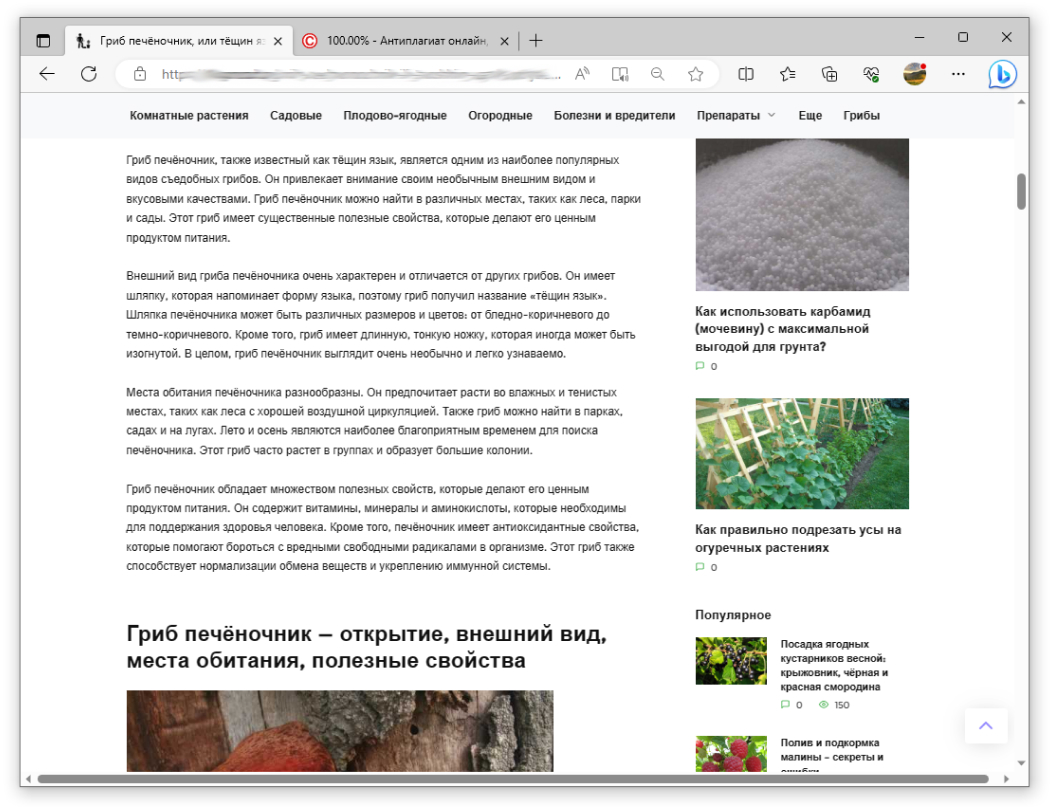 Гриб печёночник, или тёщин яз
100.00% - Антиплагиат онлайн,
Комнатные растения Садовые Плодово-ягодные Огородные Болезни и вредители Препараты Еще Грибы
Гриб печёночник, также известный как тёщин язык, является одним из наиболее популярных
видов съедобных грибов. Он привлекает внимание своим необычным внешним видом и
вкусовыми качествами. Гриб печёночник можно найти в различных местах, таких как леса, парки
и сады. Этот гриб имеет существенные полезные свойства, которые делают его ценным
продуктом питания.
Внешний вид гриба печёночника очень характерен и отличается от других грибов. Он имеет
шляпку, которая напоминает форму языка, поэтому гриб получил название «тёщин язык».
Шляпка печёночника может быть различных размеров и цветов: от бледно-коричневого до
темно-коричневого. Кроме того, гриб имеет длинную, тонкую ножку, которая иногда может быть
изогнутой. В целом, гриб печёночник выглядит очень необычно и легко узнаваемо.
Места обитания печёночника разнообразны. Он предпочитает расти во влажных и тенистых
местах, таких как леса с хорошей воздушной циркуляцией. Также гриб можно найти в парках,
садах и на лугах. Лето и осень являются наиболее благоприятным временем для поиска
печёночника. Этот гриб часто растет в группах и образует большие колонии.
Гриб печёночник обладает множеством полезных свойств, которые делают его ценным
продуктом питания. Он содержит витамины, минералы и аминокислоты, которые необходимы
для поддержания здоровья человека. Кроме того, печёночник имеет антиоксидантные свойства,
которые помогают бороться с вредными свободными радикалами в организме. Этот гриб также
способствует нормализации обмена веществ и укреплению иммунной системы.
Гриб печёночник — открытие, внешний вид,
места обитания, полезные свойства
Как использовать карбамид
(мочевину) с максимальной
выгодой для грунта?
0
Как правильно подрезать усы на
огуречных растениях
0
Популярное
Посадка ягодных
кустарников весной:
крыжовник, чёрная и
красная смородина
0 150
Полив и подкормка
малины – секреты и
ошибки